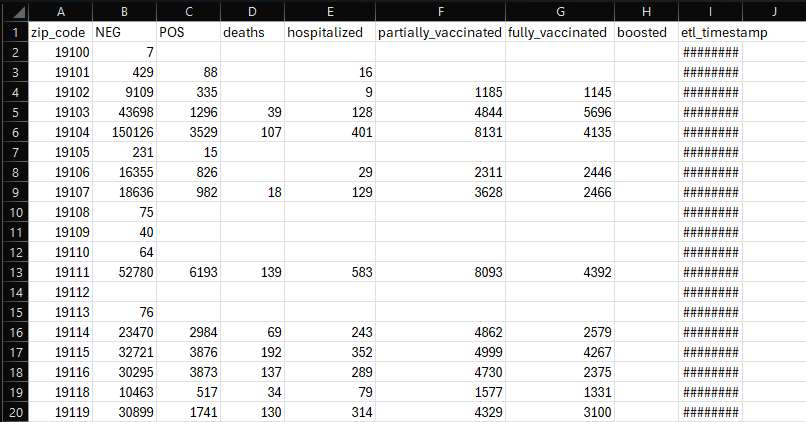 A B C D E F G H I J
1 zip_code NEG POS deaths hospitalized partially_vaccinated fully_vaccinated boosted etl_timestamp
2 19100 7 ########
3 19101 429 88 16 ########
4 19102 9109 335 9 1185 1145 ########
5 19103 43698 1296 39 128 4844 5696 ########
6 19104 150126 3529 107 401 8131 4135 ########
7 19105 231 15 ########
8 19106 16355 826 29 2311 2446 ########
9 19107 18636 982 18 129 3628 2466 ########
10 19108 75 ########
11 19109 40 ########
12 19110 64 ########
13 19111 52780 6193 139 583 8093 4392 ########
14 19112 ########
15 19113 76 ########
16 19114 23470 2984 69 243 4862 2579 ########
17 19115 32721 3876 192 352 4999 4267 ########
18 19116 30295 3873 137 289 4730 2375 ########
19 19118 10463 517 34 79 1577 1331 ########
20 19119 30899 1741 130 314 4329 3100 ########